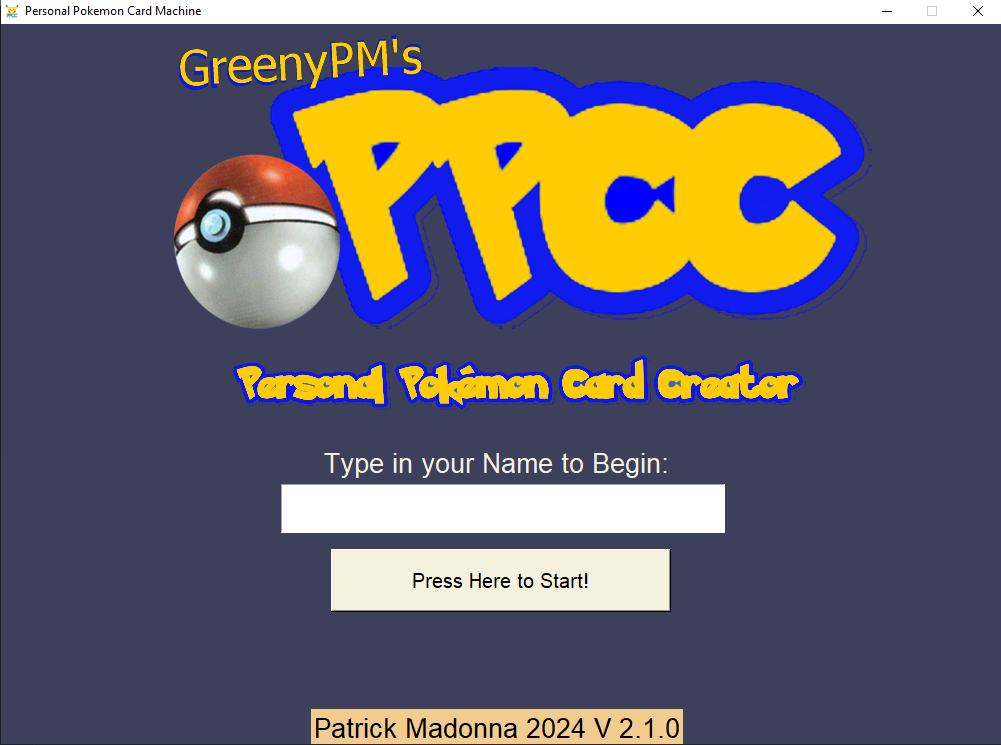 Personal Pokemon Card Machine
GreenyPM's
PPCC
Personal Pokémon Card Creator
Type in your Name to Begin:
Press Here to Start!
Patrick Madonna 2024 V 2.1.0